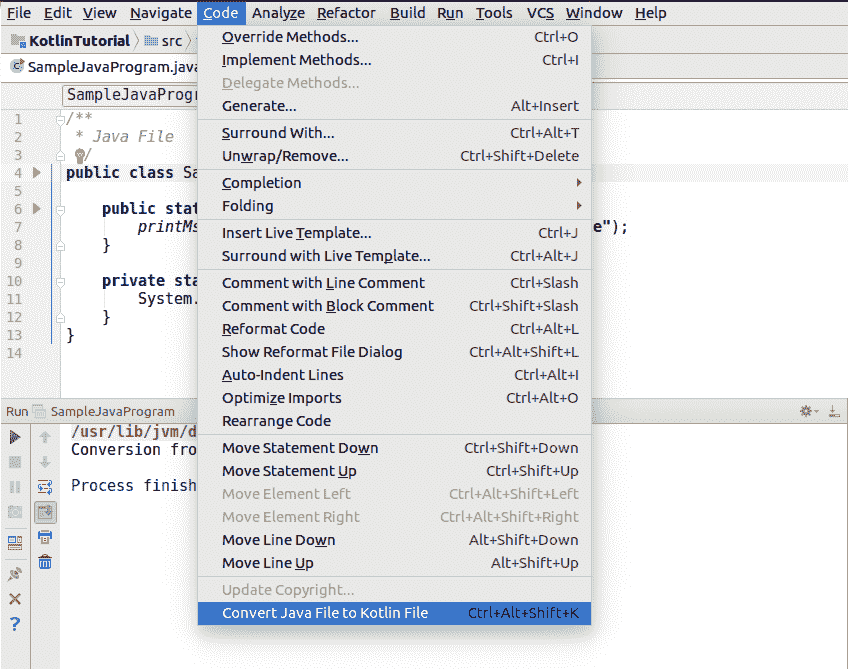 File Edit View Navigate Code Analyze Refactor Build Run Tools VCS Window Help
KotlinTutorial src
SampleJavaProgram.java
SampleJavaProgr
Override Methods... Ctrl+O
Implement Methods... Ctrl+I
Delegate Methods...
Generate... Alt+Insert
Surround With... Ctrl+Alt+T
Unwrap/Remove... Ctrl+Shift+Delete
Completion
Folding
Insert Live Template... Ctrl+J
Surround with Live Template... Ctrl+Alt+J
Comment with Line Comment Ctrl+Slash
Comment with Block Comment Ctrl+Shift+Slash
Reformat Code Ctrl+Alt+L
Show Reformat File Dialog Ctrl+Alt+Shift+L
Auto-Indent Lines Ctrl+Alt+I
Optimize Imports Ctrl+Alt+O
Rearrange Code
Move Statement Down Ctrl+Shift+Down
Move Statement Up Ctrl+Shift+Up
Move Element Left Ctrl+Alt+Shift+Left
Move Element Right Ctrl+Alt+Shift+Right
Move Line Down Alt+Shift+Down
Move Line Up Alt+Shift+Up
Update Copyright...
Convert Java File to Kotlin File Ctrl+Alt+Shift+K
1 /**
2 * Java File
3 /
4 public class Sa
5
6 public stat
7 printMs e");
8 }
9
10 private sta
11 System.
12 }
13 }
14
Run SampleJavaProgram
/usr/lib/jvm/d
Conversion fro
Process finish
?